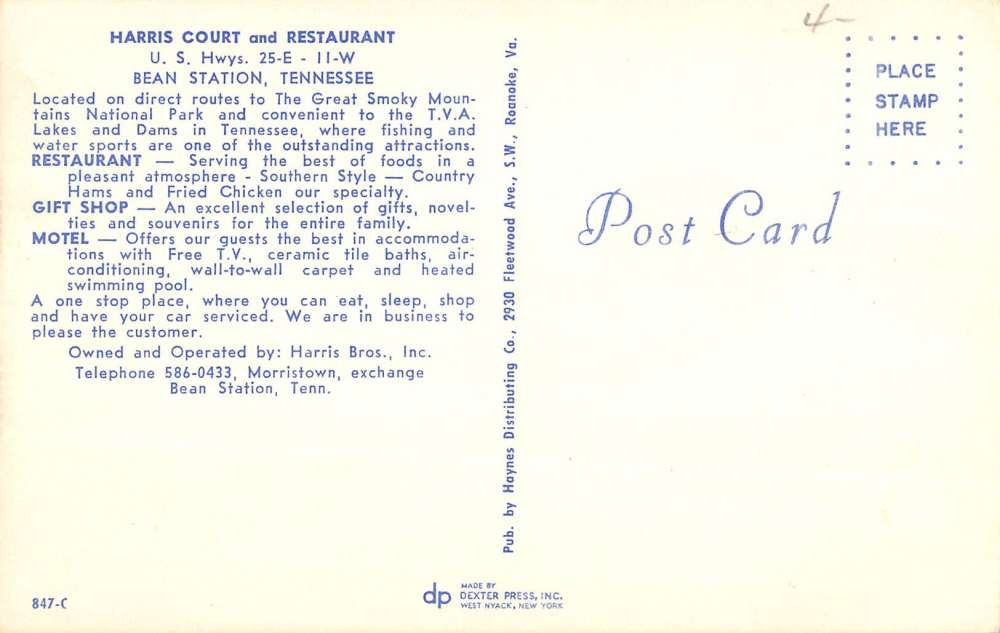 4-
HARRIS COURT and RESTAURANT
U. S. Hwys. 25-E - 11-W
BEAN STATION, TENNESSEE
Located on direct routes to The Great Smoky Moun-
tains National Park and convenient to the T.V.A.
Lakes and Dams in Tennessee, where fishing and
water sports are one of the outstanding attractions.
RESTAURANT — Serving the best of foods in a
pleasant atmosphere - Southern Style — Country
Hams and Fried Chicken our specialty.
GIFT SHOP — An excellent selection of gifts, novel-
ties and souvenirs for the entire family.
MOTEL — Offers our guests the best in accommoda-
tions with Free T.V., ceramic tile baths, air-
conditioning, wall-to-wall carpet and heated
swimming pool.
A one stop place, where you can eat, sleep, shop
and have your car serviced. We are in business to
please the customer.
Owned and Operated by: Harris Bros., Inc.
Telephone 586-0433, Morristown, exchange
Bean Station, Tenn.
847-C
Pub. by Haynes Distributing Co., 2930 Fleetwood Ave., S.W., Roanoke, Va.
dp
MADE BY
DEXTER PRESS, INC.
WEST NYACK, NEW YORK
PLACE
STAMP
HERE
Post Card